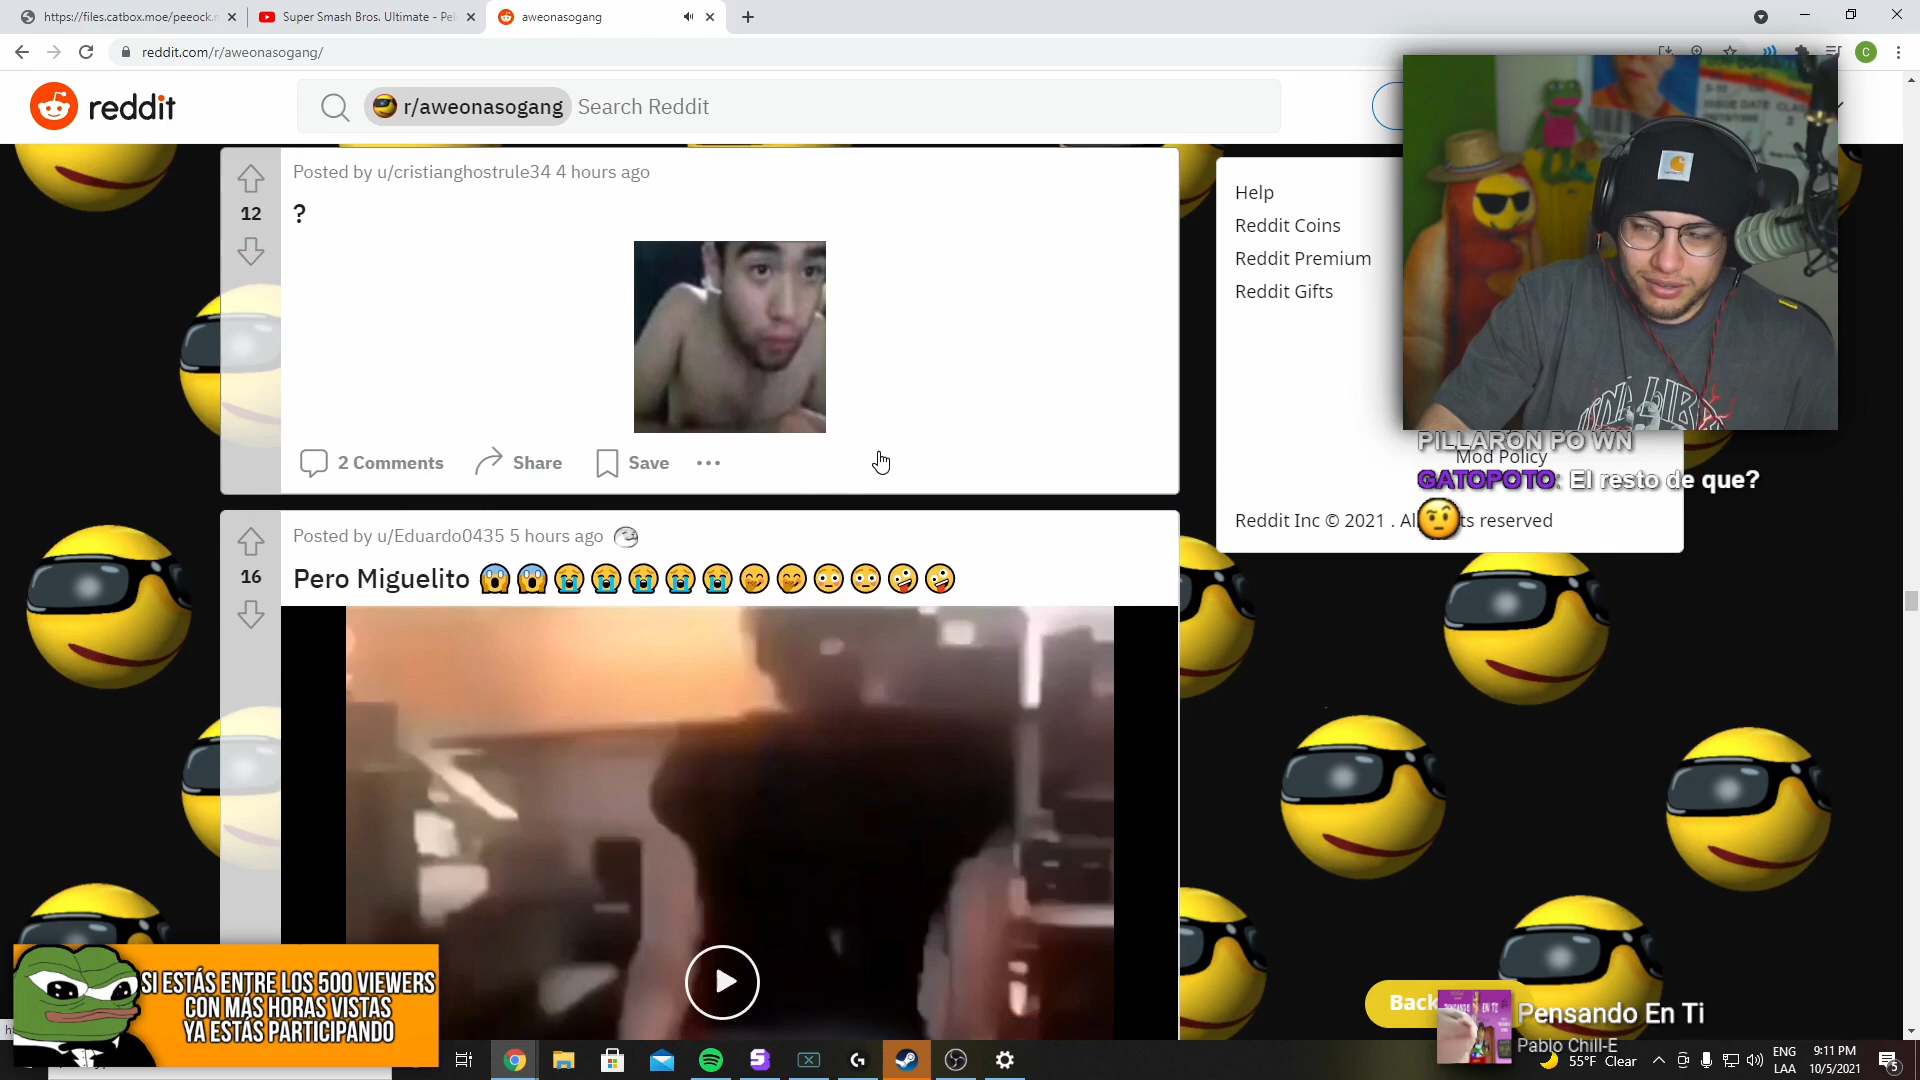 https://files.catbox.moe/peeock.m
Super Smash Bros. Ultimate - Pel
aweonasogang
reddit.com/r/aweonasogang/
C
reddit
r/aweonasogang
Search Reddit
Posted by u/cristianghostrule34 4 hours ago
12
?
2 Comments
Share
Save
Help
Reddit Coins
Reddit Premium
Reddit Gifts
PILLARON PO WN
Mod Policy
GATOPOTO: El resto de que?
Reddit Inc © 2021 . All
ts reserved
Posted by u/Eduardo0435 5 hours ago
16
Pero Miguelito 😱😱😭😭😭😭😭🤭🤭😳😳🤪🤪
SI ESTÁS ENTRE LOS 500 VIEWERS
CON MÁS HORAS VISTAS
YA ESTÁS PARTICIPANDO
Back
Pensando En Ti
Pablo Chill-E
55°F Clear
ENG
LAA
9:11 PM
10/5/2021
5